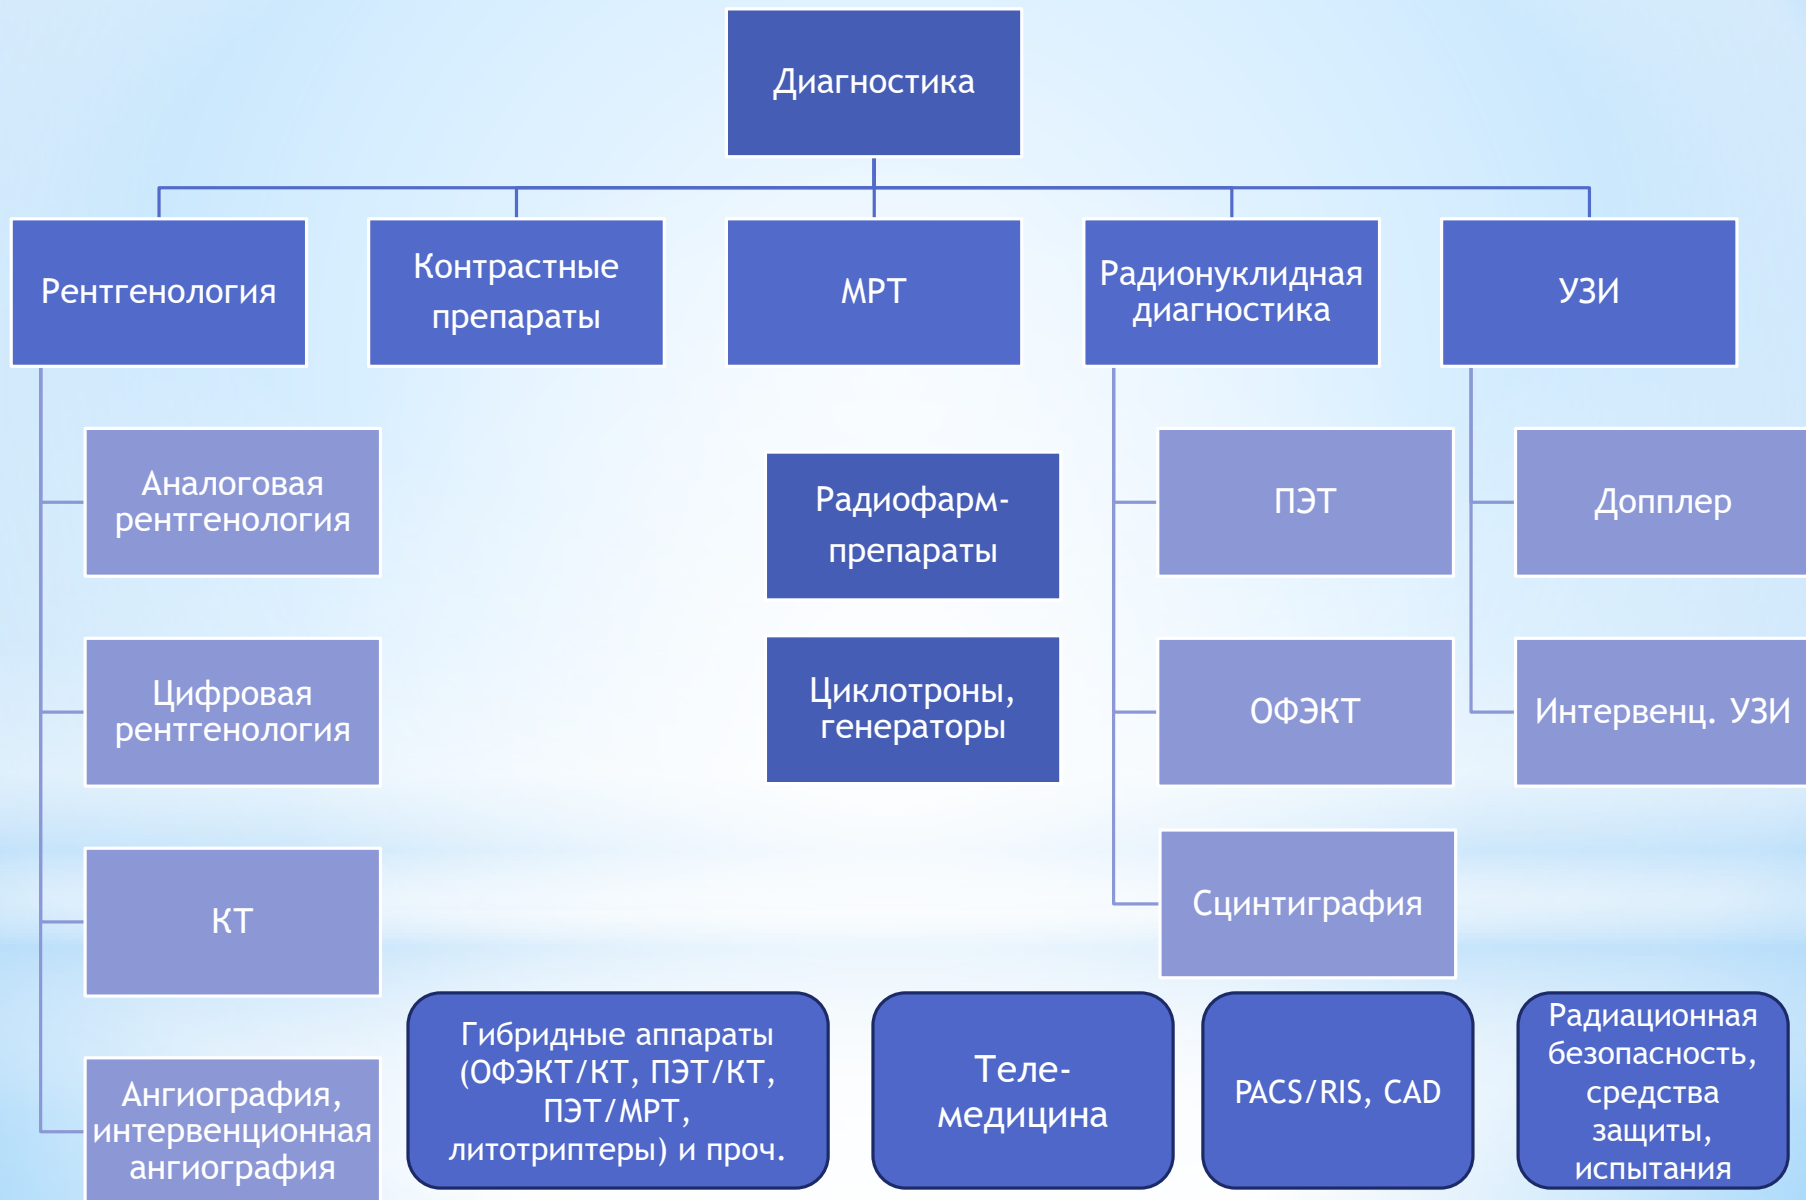 Диагностика
Рентгенология
Контрастные
препараты
МРТ
Радионуклидная
диагностика
УЗИ
Аналоговая
рентгенология
Радиофарм-
препараты
ПЭТ
Допплер
Цифровая
рентгенология
Циклотроны,
генераторы
ОФЭКТ
Интервенц. УЗИ
КТ
Сцинтиграфия
Ангиография,
интервенционная
ангиография
Гибридные аппараты
(ОФЭКТ/КТ, ПЭТ/КТ,
ПЭТ/МРТ,
литотриптеры) и проч.
Теле-
медицина
PACS/RIS, CAD
Радиационная
безопасность,
средства
защиты,
испытания